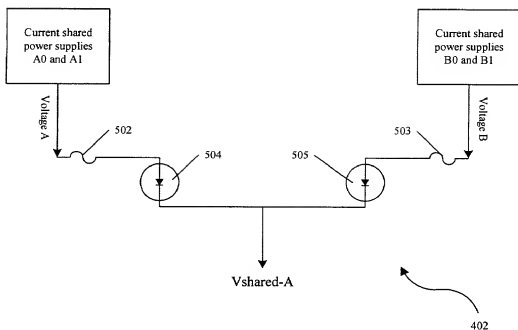 Current shared
power supplies
A0 and A1
Current shared
power supplies
B0 and B1
Voltage A
Voltage B
502
503
504
505
Vshared-A
402